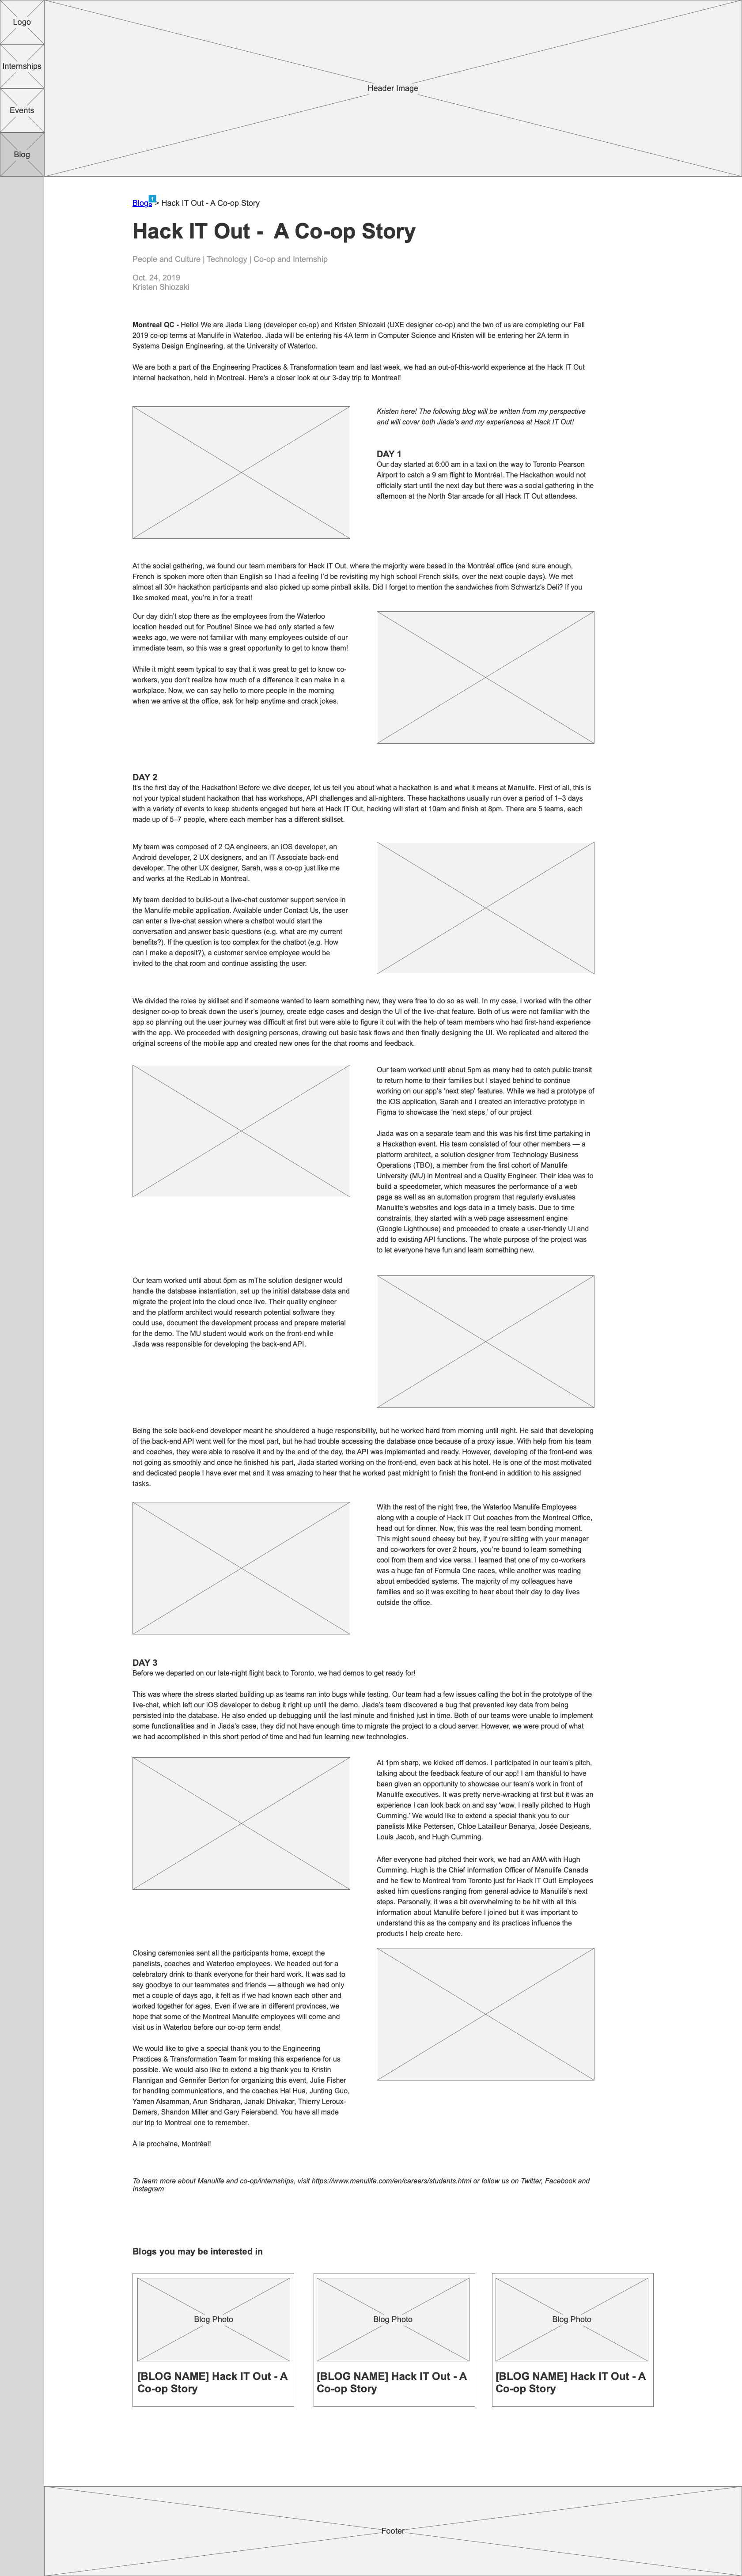 Logo
Internships
Events
Blog
Header Image
Blogs > Hack IT Out - A Co-op Story
Hack IT Out - A Co-op Story
People and Culture | Technology | Co-op and Internship
Oct. 24, 2019
Kristen Shiozaki
Montreal QC - Hello! We are Jiada Liang (developer co-op) and Kristen Shiozaki (UXE designer co-op) and the two of us are completing our Fall
2019 co-op terms at Manulife in Waterloo. Jiada will be entering his 4A term in Computer Science and Kristen will be entering her 2A term in
Systems Design Engineering, at the University of Waterloo.
We are both a part of the Engineering Practices & Transformation team and last week, we had an out-of-this-world experience at the Hack IT Out
internal hackathon, held in Montreal. Here's a closer look at our 3-day trip to Montreal!
Kristen here! The following blog will be written from my perspective
and will cover both Jiada's and my experiences at Hack IT Out!
DAY 1
Our day started at 6:00 am in a taxi on the way to Toronto Pearson
Airport to catch a 9 am flight to Montréal. The Hackathon would not
officially start until the next day but there was a social gathering in the
afternoon at the North Star arcade for all Hack IT Out attendees.
At the social gathering, we found our team members for Hack IT Out, where the majority were based in the Montréal office (and sure enough,
French is spoken more often than English so I had a feeling I'd be revisiting my high school French skills, over the next couple days). We met
almost all 30+ hackathon participants and also picked up some pinball skills. Did I forget to mention the sandwiches from Schwartz's Deli? If you
like smoked meat, you're in for a treat!
Our day didn't stop there as the employees from the Waterloo
location headed out for Poutine! Since we had only started a few
weeks ago, we were not familiar with many employees outside of our
immediate team, so this was a great opportunity to get to know them!
While it might seem typical to say that it was great to get to know co-
workers, you don't realize how much of a difference it can make in a
workplace. Now, we can say hello to more people in the morning
when we arrive at the office, ask for help anytime and crack jokes.
DAY 2
It's the first day of the Hackathon! Before we dive deeper, let us tell you about what a hackathon is and what it means at Manulife. First of all, this is
not your typical student hackathon that has workshops, API challenges and all-nighters. These hackathons usually run over a period of 1–3 days
with a variety of events to keep students engaged but here at Hack IT Out, hacking will start at 10am and finish at 8pm. There are 5 teams, each
made up of 5–7 people, where each member has a different skillset.
My team was composed of 2 QA engineers, an iOS developer, an
Android developer, 2 UX designers, and an IT Associate back-end
developer. The other UX designer, Sarah, was a co-op just like me
and works at the RedLab in Montreal.
My team decided to build-out a live-chat customer support service in
the Manulife mobile application. Available under Contact Us, the user
can enter a live-chat session where a chatbot would start the
conversation and answer basic questions (e.g. what are my current
benefits?). If the question is too complex for the chatbot (e.g. How
can I make a deposit?), a customer service employee would be
invited to the chat room and continue assisting the user.
We divided the roles by skillset and if someone wanted to learn something new, they were free to do so as well. In my case, I worked with the other
designer co-op to break down the user's journey, create edge cases and design the UI of the live-chat feature. Both of us were not familiar with the
app so planning out the user journey was difficult at first but were able to figure it out with the help of team members who had first-hand experience
with the app. We proceeded with designing personas, drawing out basic task flows and then finally designing the UI. We replicated and altered the
original screens of the mobile app and created new ones for the chat rooms and feedback.
Our team worked until about 5pm as many had to catch public transit
to return home to their families but I stayed behind to continue
working on our app's 'next step' features. While we had a prototype of
the iOS application, Sarah and I created an interactive prototype in
Figma to showcase the 'next steps,' of our project
Jiada was on a separate team and this was his first time partaking in
a Hackathon event. His team consisted of four other members — a
platform architect, a solution designer from Technology Business
Operations (TBO), a member from the first cohort of Manulife
University (MU) in Montreal and a Quality Engineer. Their idea was to
build a speedometer, which measures the performance of a web
page as well as an automation program that regularly evaluates
Manulife's websites and logs data in a timely basis. Due to time
constraints, they started with a web page assessment engine
(Google Lighthouse) and proceeded to create a user-friendly UI and
add to existing API functions. The whole purpose of the project was
to let everyone have fun and learn something new.
Our team worked until about 5pm as mThe solution designer would
handle the database instantiation, set up the initial database data and
migrate the project into the cloud once live. Their quality engineer
and the platform architect would research potential software they
could use, document the development process and prepare material
for the demo. The MU student would work on the front-end while
Jiada was responsible for developing the back-end API.
Being the sole back-end developer meant he shouldered a huge responsibility, but he worked hard from morning until night. He said that developing
of the back-end API went well for the most part, but he had trouble accessing the database once because of a proxy issue. With help from his team
and coaches, they were able to resolve it and by the end of the day, the API was implemented and ready. However, developing of the front-end was
not going as smoothly and once he finished his part, Jiada started working on the front-end, even back at his hotel. He is one of the most motivated
and dedicated people I have ever met and it was amazing to hear that he worked past midnight to finish the front-end in addition to his assigned
tasks.
With the rest of the night free, the Waterloo Manulife Employees
along with a couple of Hack IT Out coaches from the Montreal Office,
head out for dinner. Now, this was the real team bonding moment.
This might sound cheesy but hey, if you're sitting with your manager
and co-workers for over 2 hours, you're bound to learn something
cool from them and vice versa. I learned that one of my co-workers
was a huge fan of Formula One races, while another was reading
about embedded systems. The majority of my colleagues have
families and so it was exciting to hear about their day to day lives
outside the office.
DAY 3
Before we departed on our late-night flight back to Toronto, we had demos to get ready for!
This was where the stress started building up as teams ran into bugs while testing. Our team had a few issues calling the bot in the prototype of the
live-chat, which left our iOS developer to debug it right up until the demo. Jiada's team discovered a bug that prevented key data from being
persisted into the database. He also ended up debugging until the last minute and finished just in time. Both of our teams were unable to implement
some functionalities and in Jiada's case, they did not have enough time to migrate the project to a cloud server. However, we were proud of what
we had accomplished in this short period of time and had fun learning new technologies.
At 1pm sharp, we kicked off demos. I participated in our team's pitch,
talking about the feedback feature of our app! I am thankful to have
been given an opportunity to showcase our team's work in front of
Manulife executives. It was pretty nerve-wracking at first but it was an
experience I can look back on and say 'wow, I really pitched to Hugh
Cumming.' We would like to extend a special thank you to our
panelists Mike Pettersen, Chloe Latailleur Benarya, Josée Desjeans,
Louis Jacob, and Hugh Cumming.
After everyone had pitched their work, we had an AMA with Hugh
Cumming. Hugh is the Chief Information Officer of Manulife Canada
and he flew to Montreal from Toronto just for Hack IT Out! Employees
asked him questions ranging from general advice to Manulife's next
steps. Personally, it was a bit overwhelming to be hit with all this
information about Manulife before I joined but it was important to
understand this as the company and its practices influence the
products I help create here.
Closing ceremonies sent all the participants home, except the
panelists, coaches and Waterloo employees. We headed out for a
celebratory drink to thank everyone for their hard work. It was sad to
say goodbye to our teammates and friends — although we had only
met a couple of days ago, it felt as if we had known each other and
worked together for ages. Even if we are in different provinces, we
hope that some of the Montreal Manulife employees will come and
visit us in Waterloo before our co-op term ends!
We would like to give a special thank you to the Engineering
Practices & Transformation Team for making this experience for us
possible. We would also like to extend a big thank you to Kristin
Flannigan and Gennifer Berton for organizing this event, Julie Fisher
for handling communications, and the coaches Hai Hua, Junting Guo,
Yamen Alsamman, Arun Sridharan, Janaki Dhivakar, Thierry Leroux-
Demers, Shandon Miller and Gary Feierabend. You have all made
our trip to Montreal one to remember.
À la prochaine, Montréal!
To learn more about Manulife and co-op/internships, visit https://www.manulife.com/en/careers/students.html or follow us on Twitter, Facebook and
Instagram
Blogs you may be interested in
Blog Photo
[BLOG NAME] Hack IT Out - A
Co-op Story
Blog Photo
[BLOG NAME] Hack IT Out - A
Co-op Story
Blog Photo
[BLOG NAME] Hack IT Out - A
Co-op Story
Footer